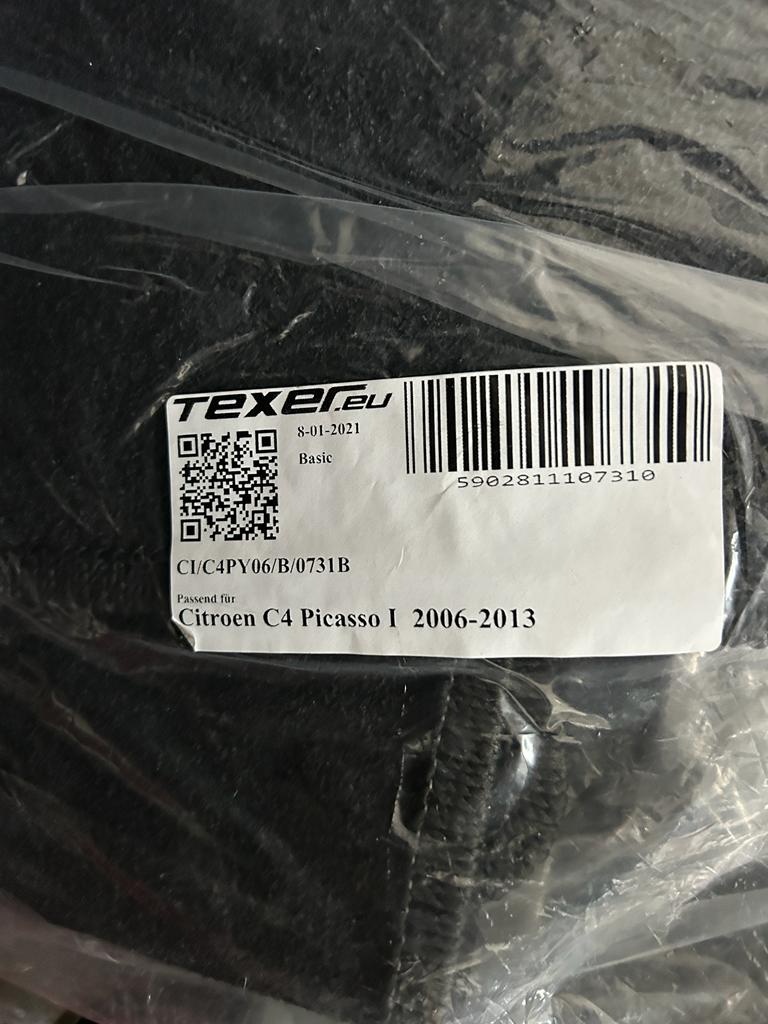 TEXER.EU
8-01-2021
Basic
5902811107310
CI/C4PY06/B/0731B
Passend für
Citroen C4 Picasso I 2006-2013